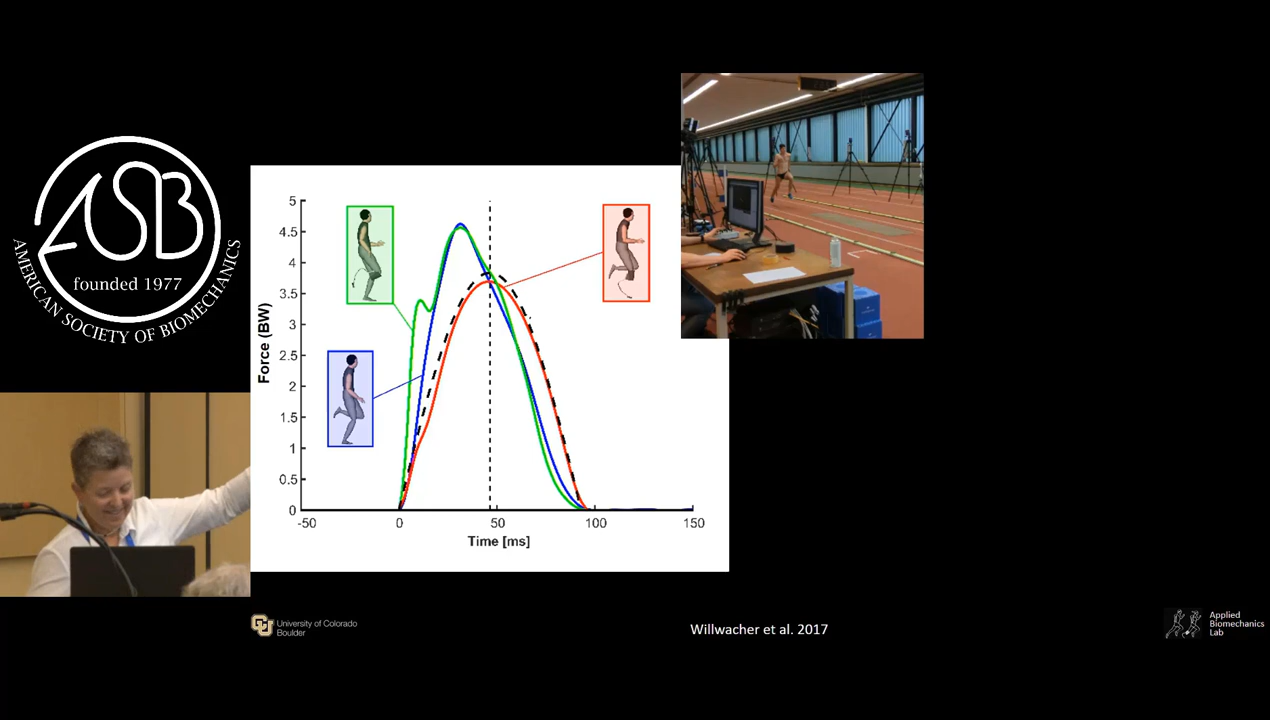 ASB
founded 1977
AMERICAN SOCIETY OF BIOMECHANICS
Force (BW)
5
4.5
4
3.5
3
2.5
2
1.5
1
0.5
0
-50
0
50
100
150
Time [ms]
CU
University of Colorado
Boulder
Willwacher et al. 2017
Applied
Biomechanics
Lab